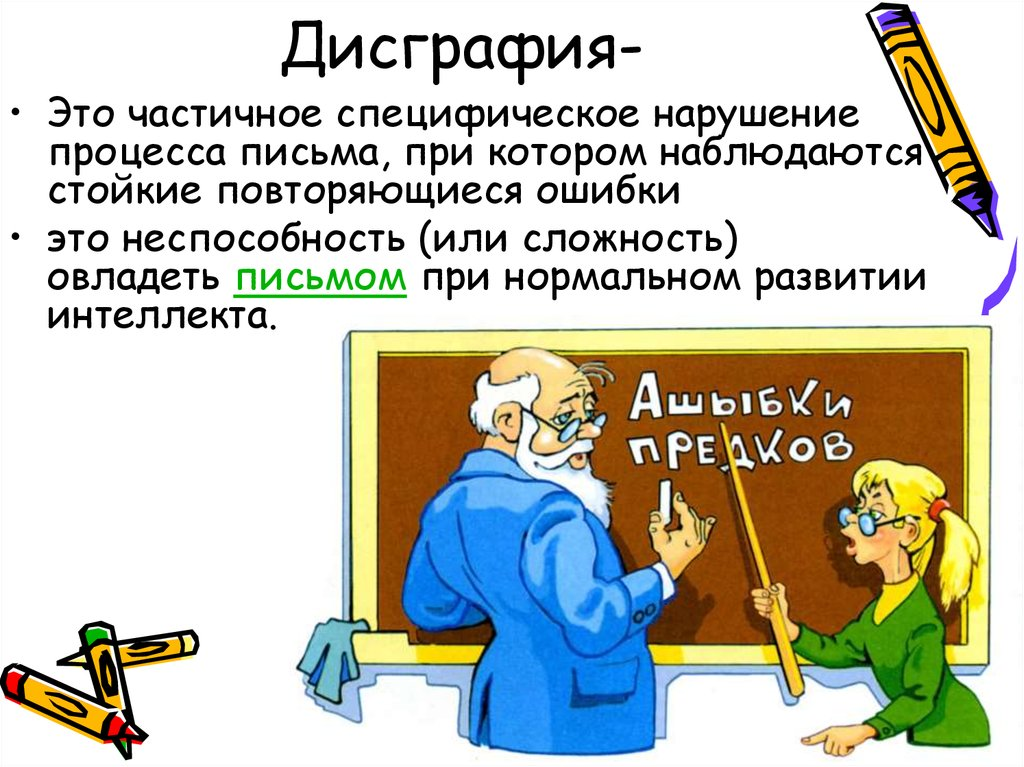 Дисграфия-
• Это частичное специфическое нарушение
процесса письма, при котором наблюдаются
стойкие повторяющиеся ошибки
• это неспособность (или сложность)
овладеть письмом при нормальном развитии
интеллекта.
Ашыбки
предков